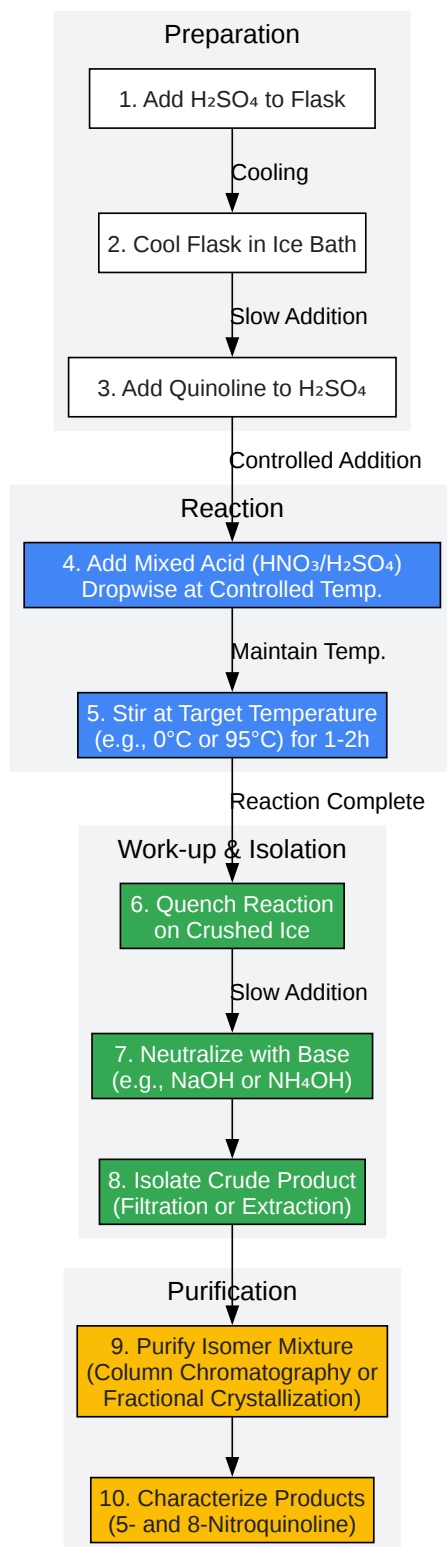 Preparation
1. Add H₂SO₄ to Flask
Cooling
2. Cool Flask in Ice Bath
Slow Addition
3. Add Quinoline to H₂SO₄
Controlled Addition
Reaction
4. Add Mixed Acid (HNO₃/H₂SO₄)
Dropwise at Controlled Temp.
Maintain Temp.
5. Stir at Target Temperature
(e.g., 0°C or 95°C) for 1-2h
Reaction Complete
Work-up & Isolation
6. Quench Reaction
on Crushed Ice
Slow Addition
7. Neutralize with Base
(e.g., NaOH or NH₄OH)
8. Isolate Crude Product
(Filtration or Extraction)
Purification
9. Purify Isomer Mixture
(Column Chromatography or
Fractional Crystallization)
10. Characterize Products
(5- and 8-Nitroquinoline)